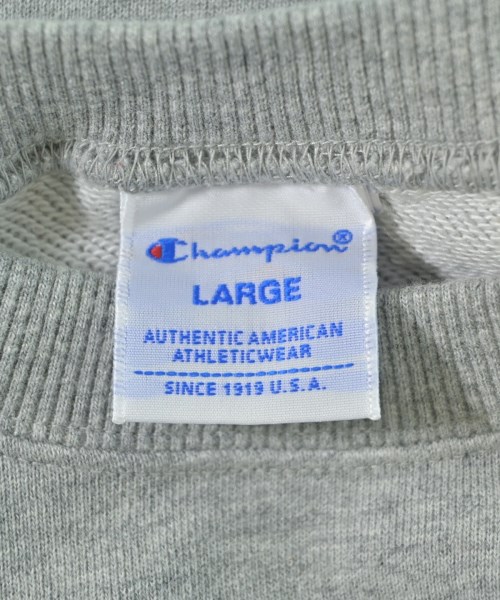 Champion®
LARGE
AUTHENTIC AMERICAN
ATHLETICWEAR
SINCE 1919 U.S.A.